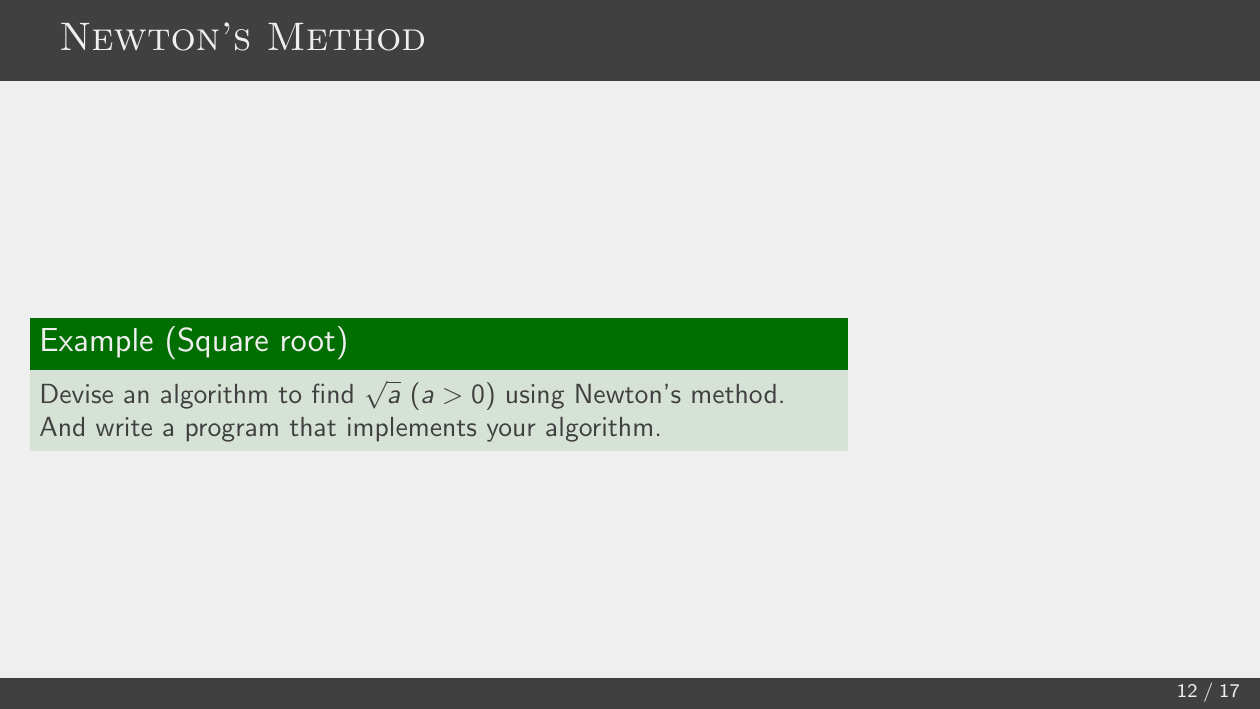 Newton's Method
Example (Square root)
Devise an algorithm to find √a (a > 0) using Newton's method.
And write a program that implements your algorithm.
12 / 17